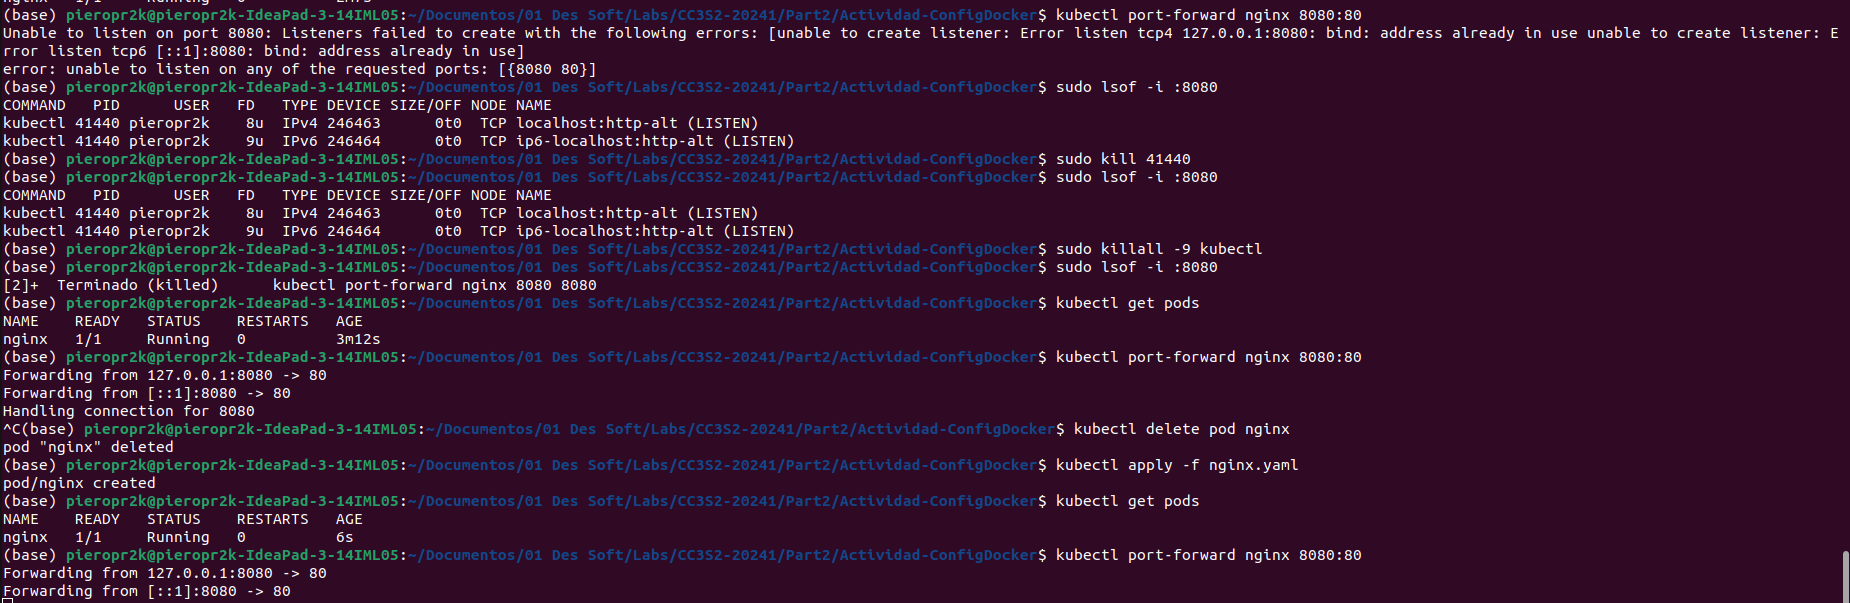 nginx   1/1     Running   0          2m7s
(base) pieropr2k@pieropr2k-IdeaPad-3-14IML05:~/Documentos/01 Des Soft/Labs/CC3S2-20241/Part2/Actividad-ConfigDocker$ kubectl port-forward nginx 8080:80
Unable to listen on port 8080: Listeners failed to create with the following errors: [unable to create listener: Error listen tcp4 127.0.0.1:8080: bind: address already in use unable to create listener: E
rror listen tcp6 [::1]:8080: bind: address already in use]
error: unable to listen on any of the requested ports: [{8080 80}]
(base) pieropr2k@pieropr2k-IdeaPad-3-14IML05:~/Documentos/01 Des Soft/Labs/CC3S2-20241/Part2/Actividad-ConfigDocker$ sudo lsof -i :8080
COMMAND   PID      USER   FD   TYPE DEVICE SIZE/OFF NODE NAME
kubectl 41440 pieropr2k    8u  IPv4 246463      0t0  TCP localhost:http-alt (LISTEN)
kubectl 41440 pieropr2k    9u  IPv6 246464      0t0  TCP ip6-localhost:http-alt (LISTEN)
(base) pieropr2k@pieropr2k-IdeaPad-3-14IML05:~/Documentos/01 Des Soft/Labs/CC3S2-20241/Part2/Actividad-ConfigDocker$ sudo kill 41440
(base) pieropr2k@pieropr2k-IdeaPad-3-14IML05:~/Documentos/01 Des Soft/Labs/CC3S2-20241/Part2/Actividad-ConfigDocker$ sudo lsof -i :8080
COMMAND   PID      USER   FD   TYPE DEVICE SIZE/OFF NODE NAME
kubectl 41440 pieropr2k    8u  IPv4 246463      0t0  TCP localhost:http-alt (LISTEN)
kubectl 41440 pieropr2k    9u  IPv6 246464      0t0  TCP ip6-localhost:http-alt (LISTEN)
(base) pieropr2k@pieropr2k-IdeaPad-3-14IML05:~/Documentos/01 Des Soft/Labs/CC3S2-20241/Part2/Actividad-ConfigDocker$ sudo killall -9 kubectl
(base) pieropr2k@pieropr2k-IdeaPad-3-14IML05:~/Documentos/01 Des Soft/Labs/CC3S2-20241/Part2/Actividad-ConfigDocker$ sudo lsof -i :8080
[2]+  Terminado (killed)      kubectl port-forward nginx 8080 8080
(base) pieropr2k@pieropr2k-IdeaPad-3-14IML05:~/Documentos/01 Des Soft/Labs/CC3S2-20241/Part2/Actividad-ConfigDocker$ kubectl get pods
NAME    READY   STATUS    RESTARTS   AGE
nginx   1/1     Running   0          3m12s
(base) pieropr2k@pieropr2k-IdeaPad-3-14IML05:~/Documentos/01 Des Soft/Labs/CC3S2-20241/Part2/Actividad-ConfigDocker$ kubectl port-forward nginx 8080:80
Forwarding from 127.0.0.1:8080 -> 80
Forwarding from [::1]:8080 -> 80
Handling connection for 8080
^C(base) pieropr2k@pieropr2k-IdeaPad-3-14IML05:~/Documentos/01 Des Soft/Labs/CC3S2-20241/Part2/Actividad-ConfigDocker$ kubectl delete pod nginx
pod "nginx" deleted
(base) pieropr2k@pieropr2k-IdeaPad-3-14IML05:~/Documentos/01 Des Soft/Labs/CC3S2-20241/Part2/Actividad-ConfigDocker$ kubectl apply -f nginx.yaml
pod/nginx created
(base) pieropr2k@pieropr2k-IdeaPad-3-14IML05:~/Documentos/01 Des Soft/Labs/CC3S2-20241/Part2/Actividad-ConfigDocker$ kubectl get pods
NAME    READY   STATUS    RESTARTS   AGE
nginx   1/1     Running   0          6s
(base) pieropr2k@pieropr2k-IdeaPad-3-14IML05:~/Documentos/01 Des Soft/Labs/CC3S2-20241/Part2/Actividad-ConfigDocker$ kubectl port-forward nginx 8080:80
Forwarding from 127.0.0.1:8080 -> 80
Forwarding from [::1]:8080 -> 80